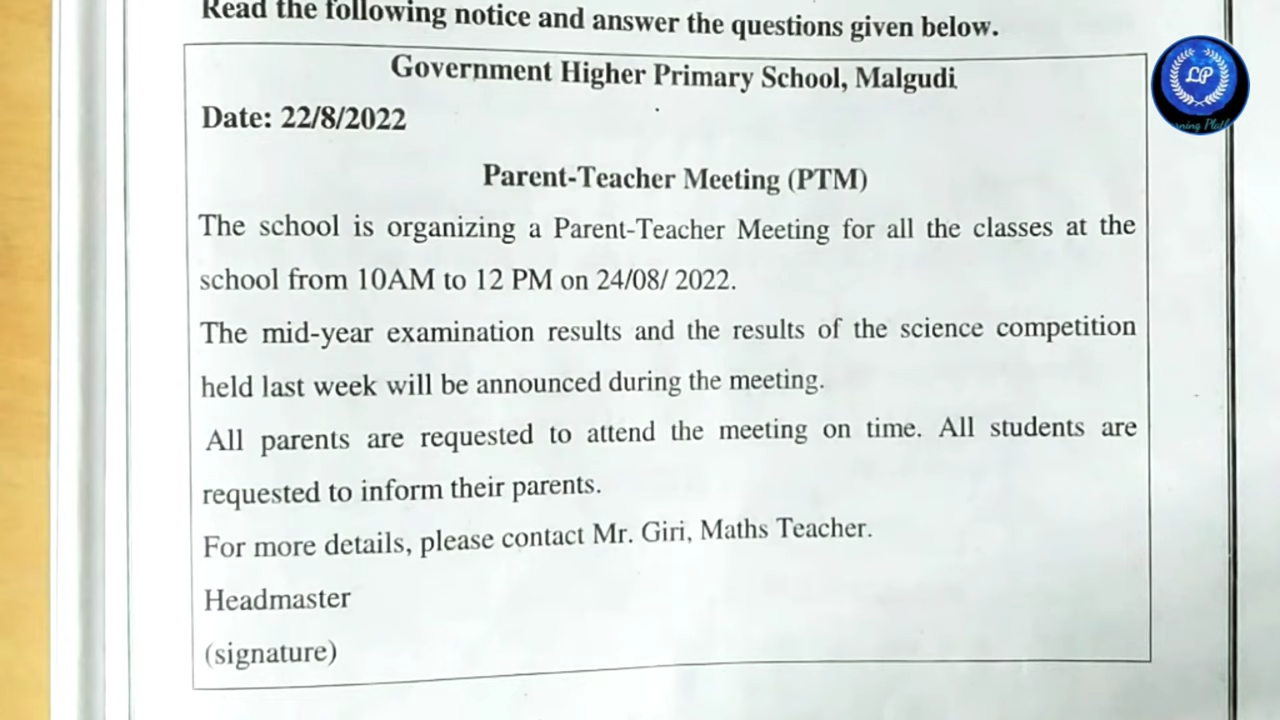 Read the following notice and answer the questions given below.
Government Higher Primary School, Malgudi
Date: 22/8/2022
Parent-Teacher Meeting (PTM)
The school is organizing a Parent-Teacher Meeting for all the classes at the
school from 10AM to 12 PM on 24/08/ 2022.
The mid-year examination results and the results of the science competition
held last week will be announced during the meeting.
All parents are requested to attend the meeting on time. All students are
requested to inform their parents.
For more details, please contact Mr. Giri, Maths Teacher.
Headmaster
(signature)
LP